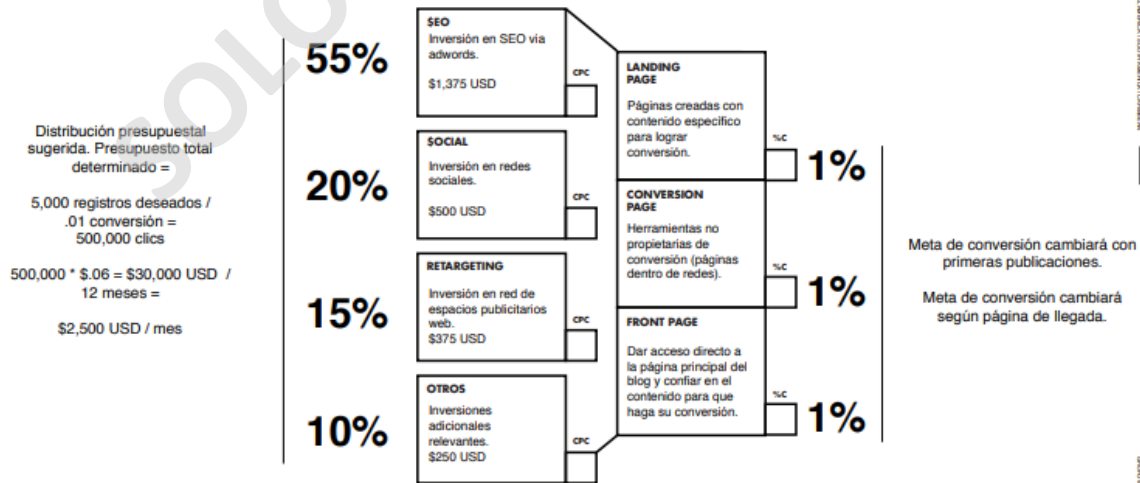 SOLO
Distribución presupuestal
sugerida. Presupuesto total
determinado =
5,000 registros deseados /
.01 conversión =
500,000 clics
500,000 * $.06 = $30,000 USD /
12 meses =
$2,500 USD / mes
55%
SEO
Inversión en SEO via
adwords.
$1,375 USD
CPC
20%
SOCIAL
Inversión en redes
sociales.
$500 USD
CPC
15%
RETARGETING
Inversión en red de
espacios publicitarios
web.
$375 USD
CPC
10%
OTROS
Inversiones
adicionales
relevantes.
$250 USD
CPC
LANDING
PAGE
Páginas creadas con
contenido específico
para lograr
conversión.
%C
1%
CONVERSION
PAGE
Herramientas no
propietarias de
conversión (páginas
dentro de redes).
%C
1%
FRONT PAGE
Dar acceso directo a
la página principal del
blog y confiar en el
contenido para que
haga su conversión.
%C
1%
Meta de conversión cambiará con
primeras publicaciones.
Meta de conversión cambiará
según página de llegada.